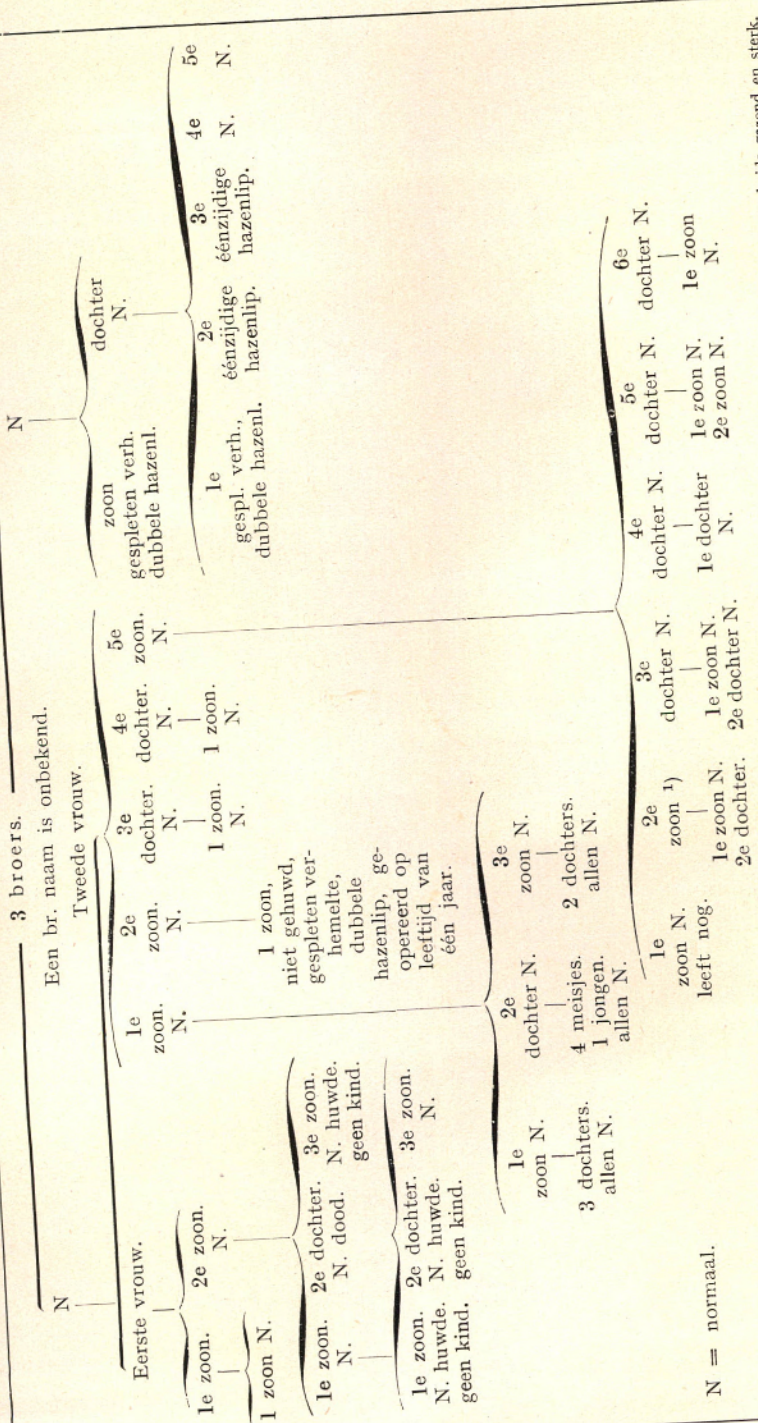 3 broers.
Een br. naam is onbekend.
N
N
Eerste vrouw.
Tweede vrouw.
1e zoon.
2e zoon.
N.
1 zoon N.
1e zoon.
N.
2e dochter.
N. dood.
3e zoon.
N. huwde.
geen kind.
1e zoon.
N. huwde.
geen kind.
2e dochter.
N. huwde.
geen kind.
3e zoon.
N.
1e
zoon.
N.
2e
zoon.
N.
3e
dochter.
N.
4e
dochter.
N.
5e
zoon.
N.
1 zoon,
niet gehuwd,
gespleten ver-
hemelte,
dubbele
hazenlip, ge-
opereerd op
leeftijd van
één jaar.
1 zoon.
N.
1 zoon.
N.
1e
zoon N.
2e
dochter N.
3e
zoon N.
3 dochters.
allen N.
4 meisjes.
1 jongen.
allen N.
2 dochters.
allen N.
1e
zoon N.
leeft nog.
2e
zoon ¹)
3e
dochter N.
4e
dochter N.
5e
dochter N.
6e
dochter N.
1e zoon N.
2e dochter.
1e zoon N.
2e dochter N.
1e dochter
N.
1e zoon N.
2e zoon N.
1e zoon
N.
zoon
gespleten verh.
dubbele hazenl.
dochter
N.
1e
gespl. verh.,
dubbele hazenl.
2e
éénzijdige
hazenlip.
3e
éénzijdige
hazenlip.
4e
N.
5e
N.
N = normaal.
gezond en sterk.